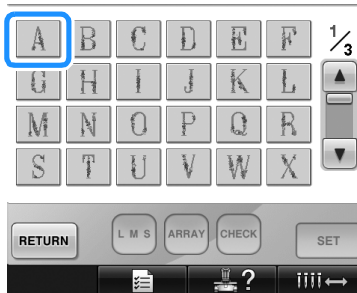 A B C D E F 1/3
G H I J K L
M N O P Q R
S T U V W X
RETURN L M S ARRAY CHECK SET
?